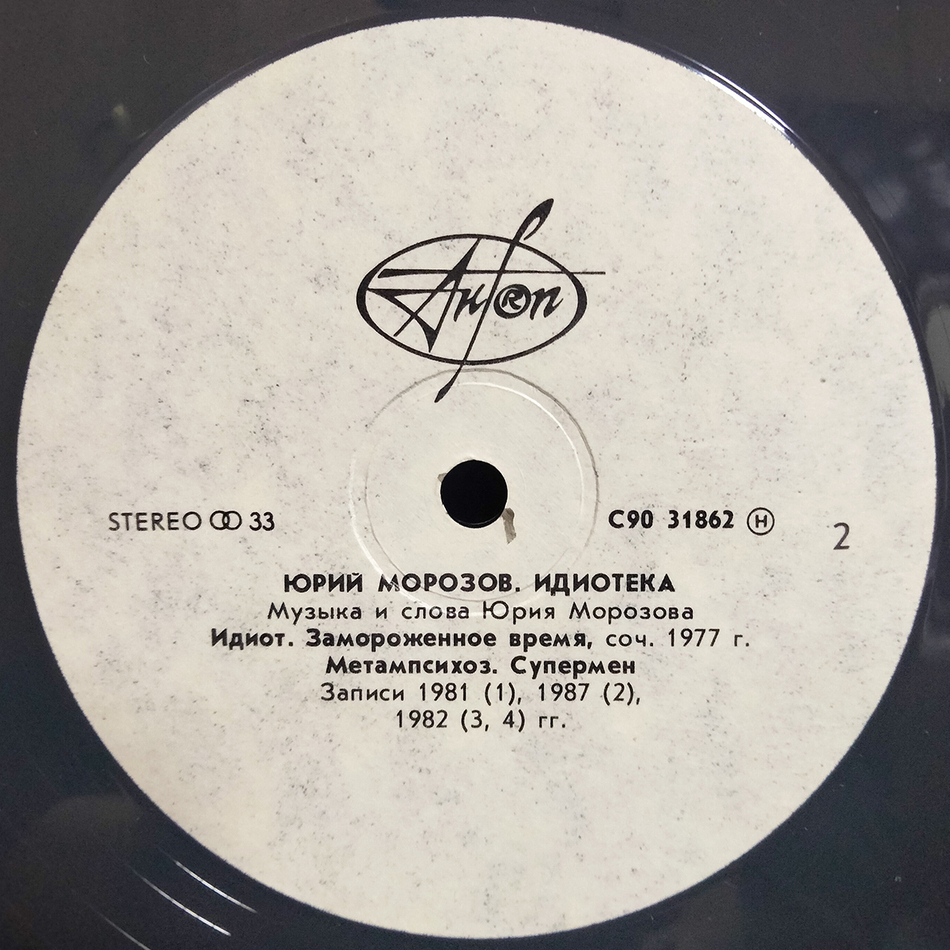 АнтRоп
STEREO 33
С90 31862 Н
2
ЮРИЙ МОРОЗОВ. ИДИОТЕКА
Музыка и слова Юрия Морозова
Идиот. Замороженное время, соч. 1977 г.
Метампсихоз. Супермен
Записи 1981 (1), 1987 (2),
1982 (3, 4) гг.